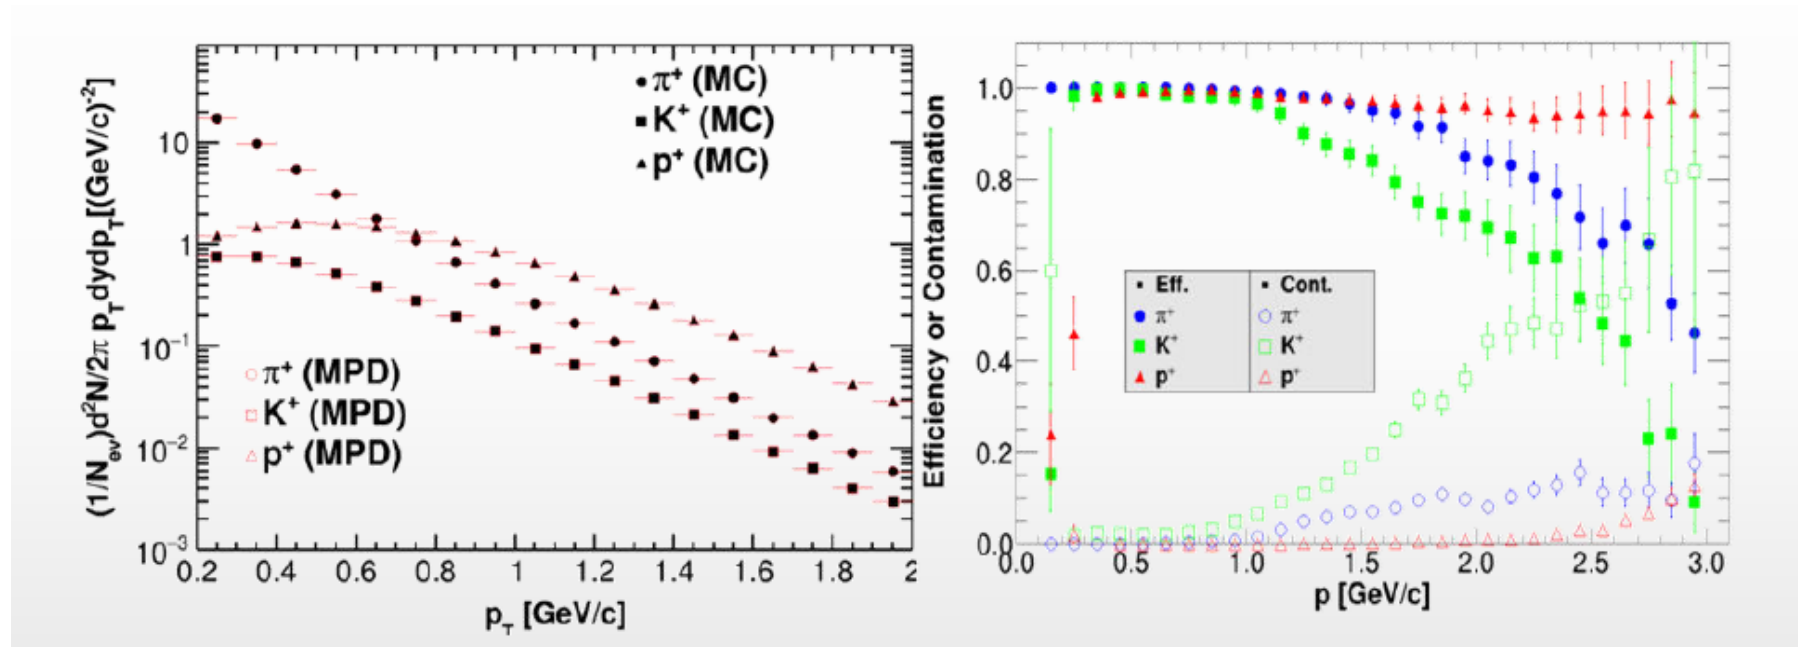 (1/N_ev)d²N/2π p_T dydp_T[(GeV/c)⁻²]
10
1
10⁻¹
10⁻²
10⁻³
π⁺ (MC)
K⁺ (MC)
p⁺ (MC)
π⁺ (MPD)
K⁺ (MPD)
p⁺ (MPD)
0.2 0.4 0.6 0.8 1 1.2 1.4 1.6 1.8 2
p_T [GeV/c]
Efficiency or Contamination
1.0
0.8
0.6
0.4
0.2
0.0
Eff. Cont.
π⁺ π⁺
K⁺ K⁺
p⁺ p⁺
0.0 0.5 1.0 1.5 2.0 2.5 3.0
p [GeV/c]